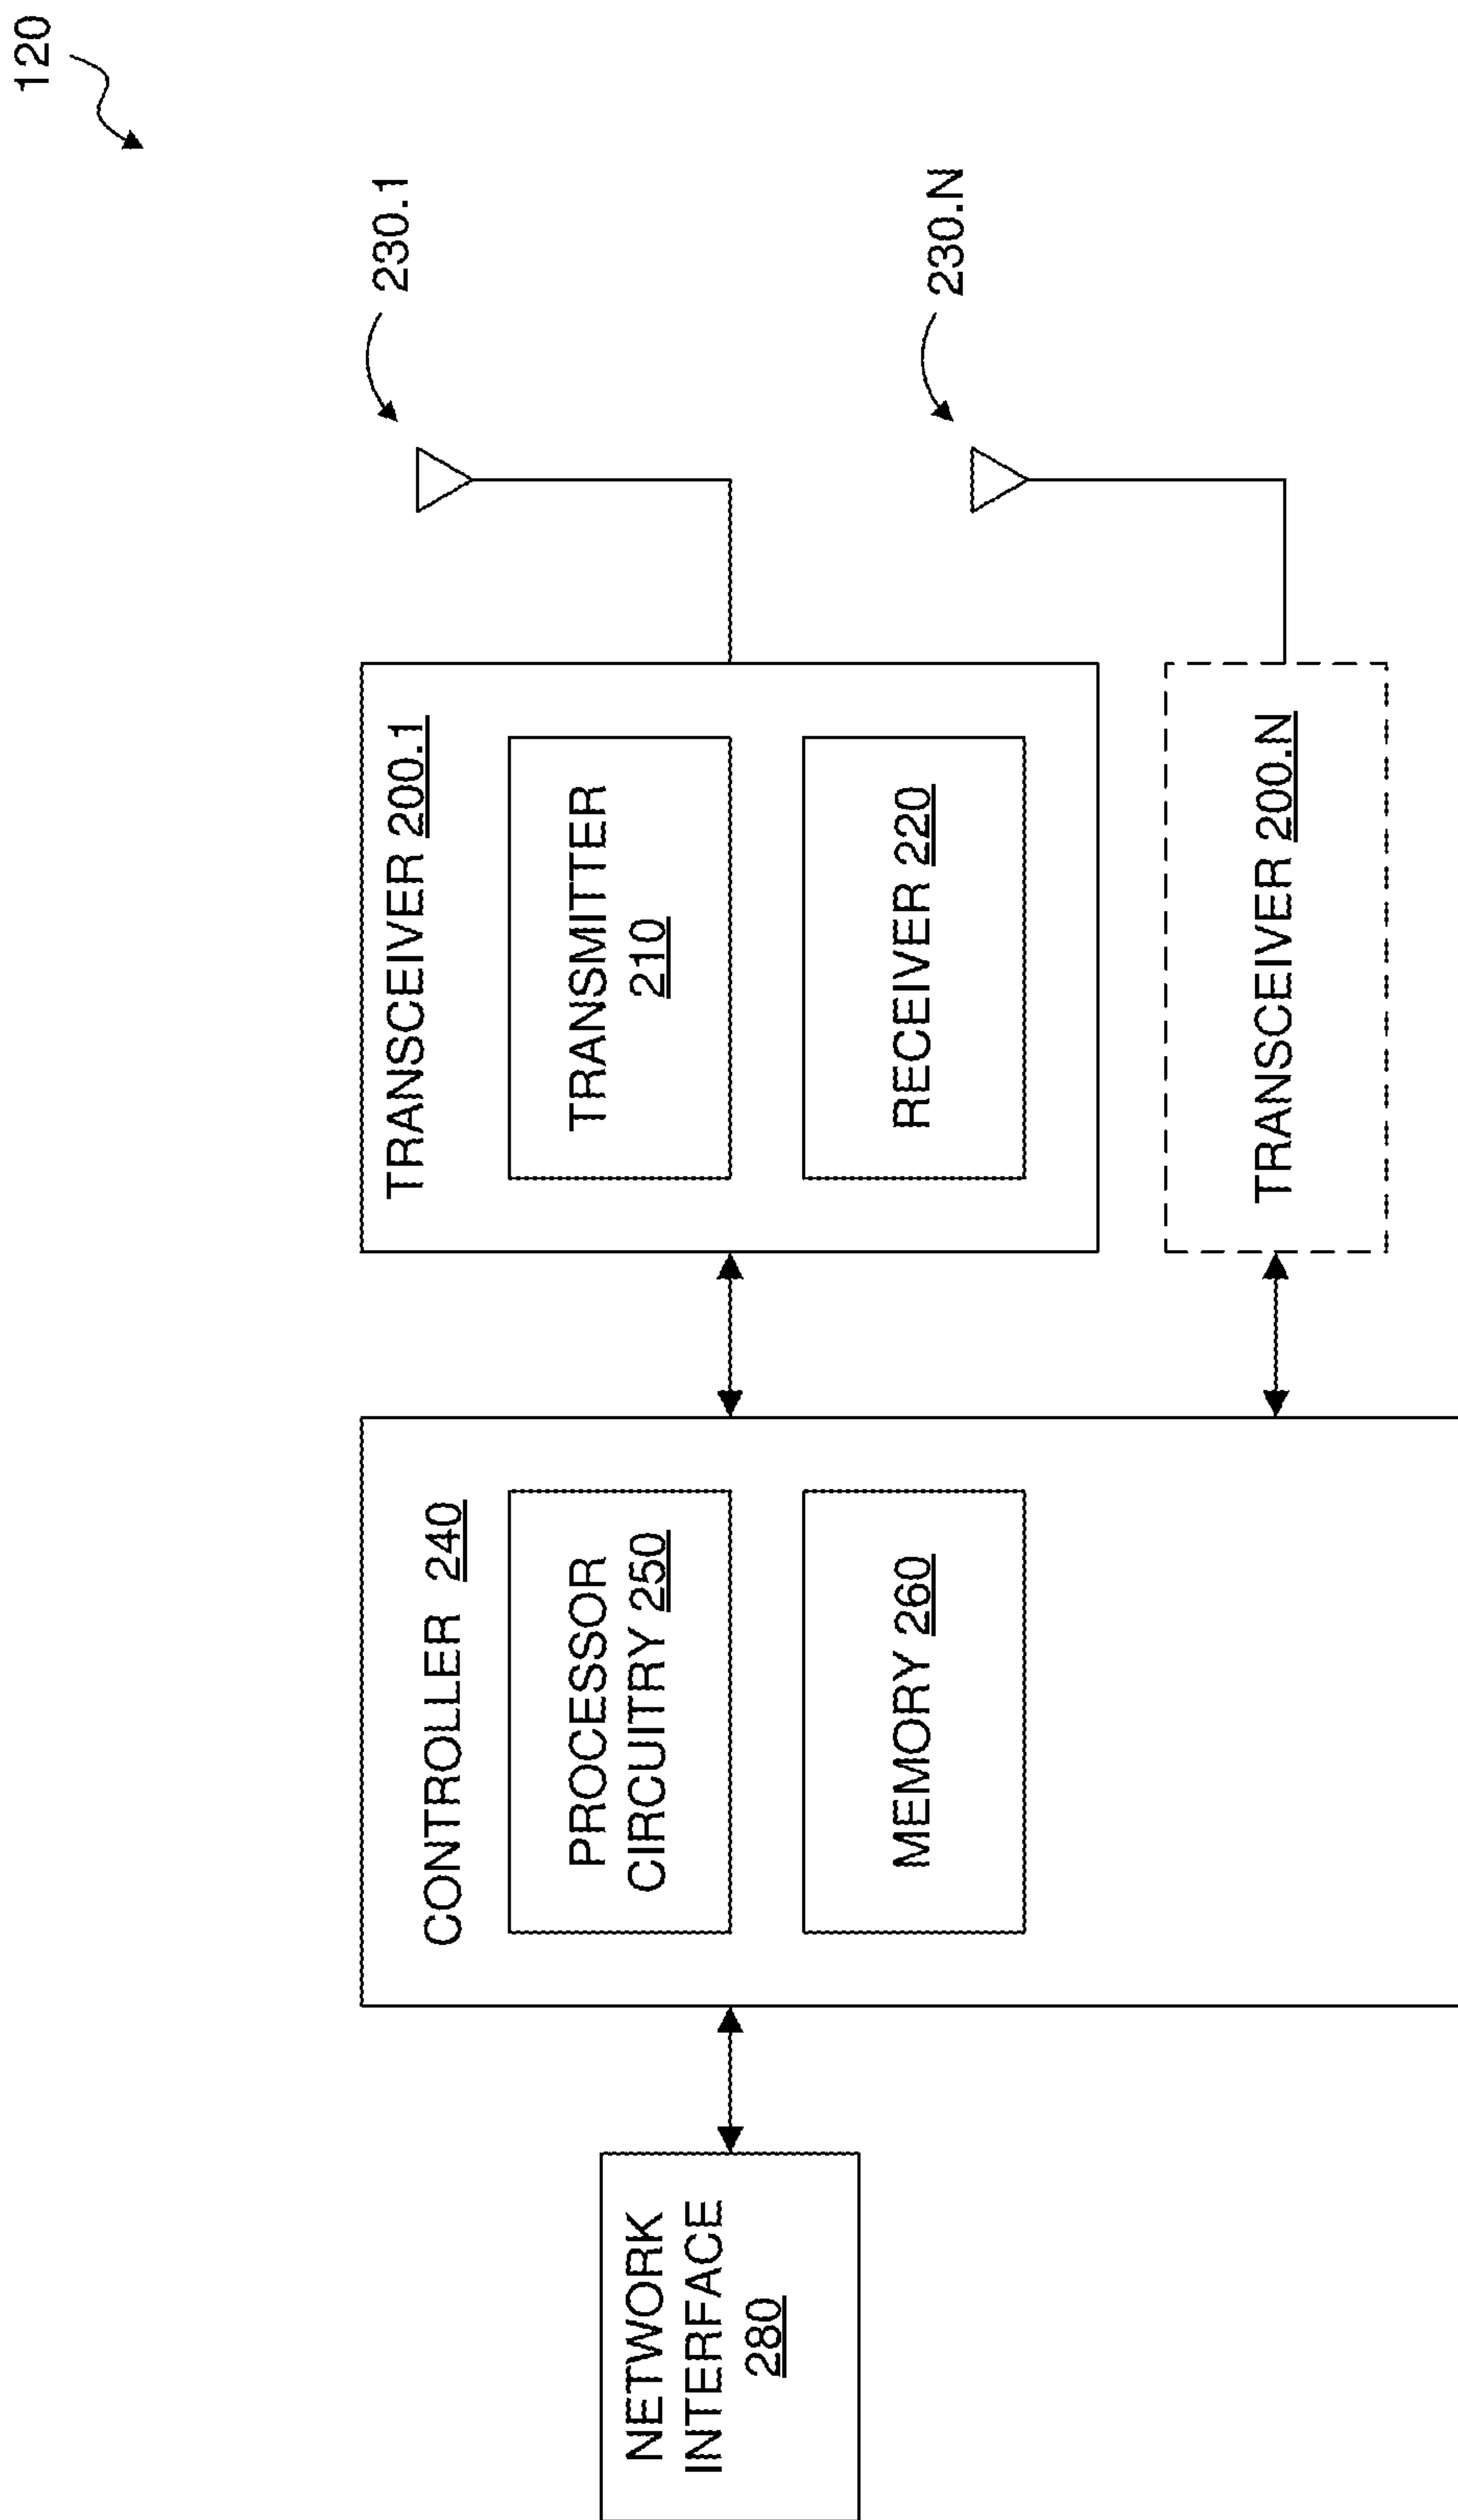 120
230.1
230.N
TRANSCEIVER 200.1
TRANSMITTER
210
RECEIVER 220
TRANSCEIVER 200.N
CONTROLLER 240
PROCESSOR
CIRCUITRY 250
MEMORY 260
NETWORK
INTERFACE
280